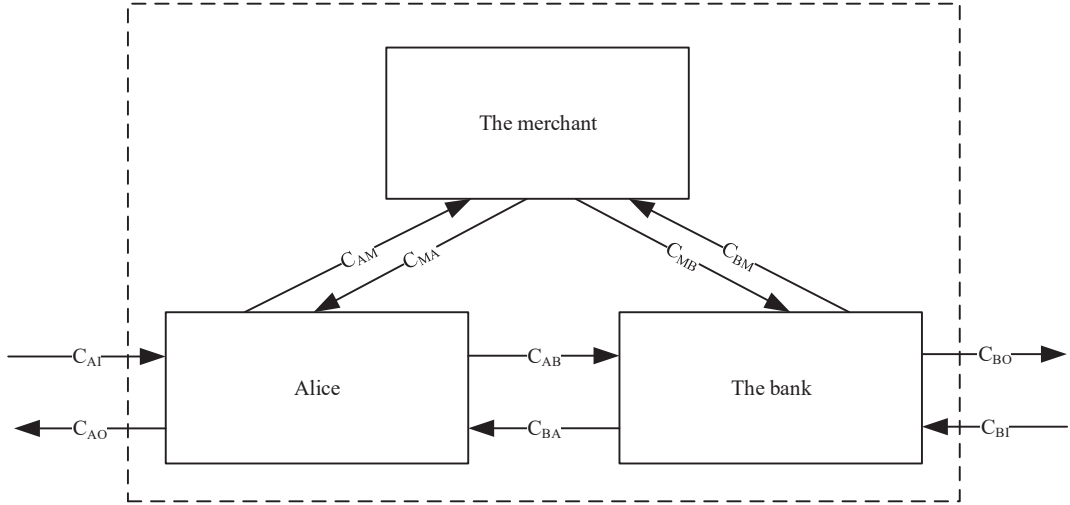 The merchant
C_AM
C_MA
C_MB
C_BM
C_AI
C_AB
C_BO
Alice
The bank
C_AO
C_BA
C_BI